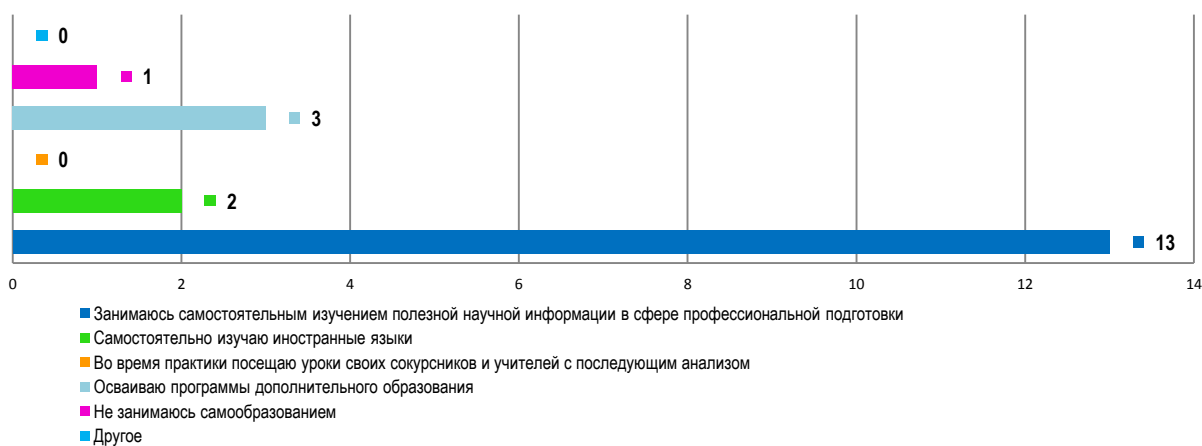 0
1
3
0
2
13
0 2 4 6 8 10 12 14
Занимаюсь самостоятельным изучением полезной научной информации в сфере профессиональной подготовки
Самостоятельно изучаю иностранные языки
Во время практики посещаю уроки своих сокурсников и учителей с последующим анализом
Осваиваю программы дополнительного образования
Не занимаюсь самообразованием
Другое